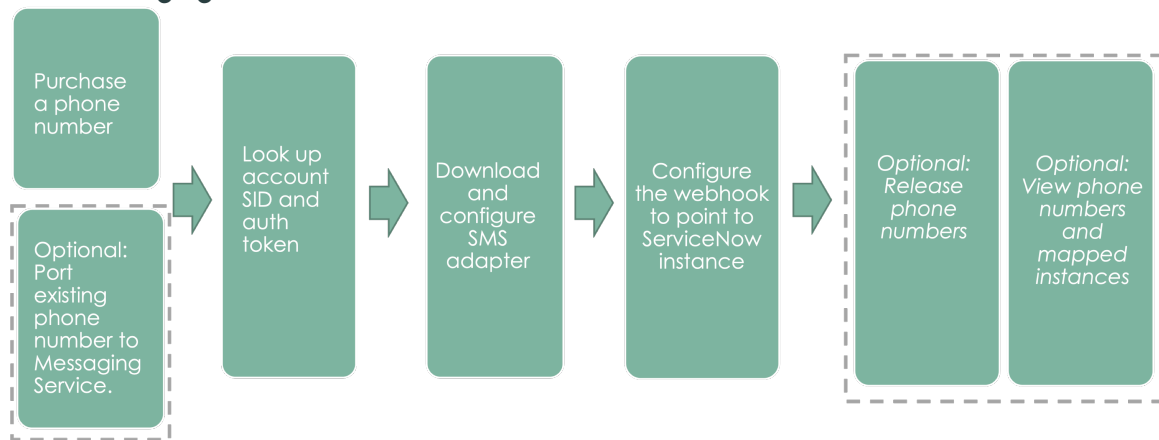 Purchase
a phone
number
Optional:
Port
existing
phone
number to
Messaging
Service.
Look up
account
SID and
auth
token
Download
and
configure
SMS
adapter
Configure
the webhook
to point to
ServiceNow
instance
Optional:
Release
phone
numbers
Optional:
View phone
numbers
and
mapped
instances